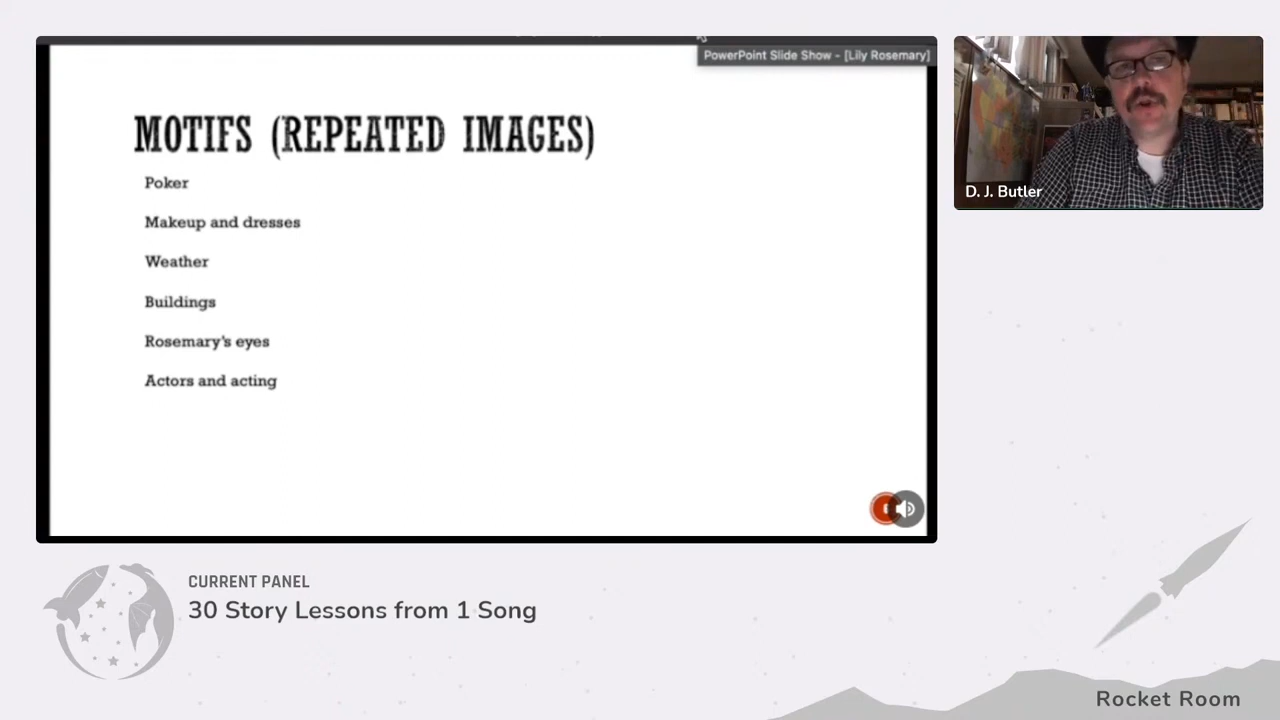 PowerPoint Slide Show - [Lily Rosemary]
MOTIFS (REPEATED IMAGES)
Poker
Makeup and dresses
Weather
Buildings
Rosemary's eyes
Actors and acting
D. J. Butler
CURRENT PANEL
30 Story Lessons from 1 Song
Rocket Room